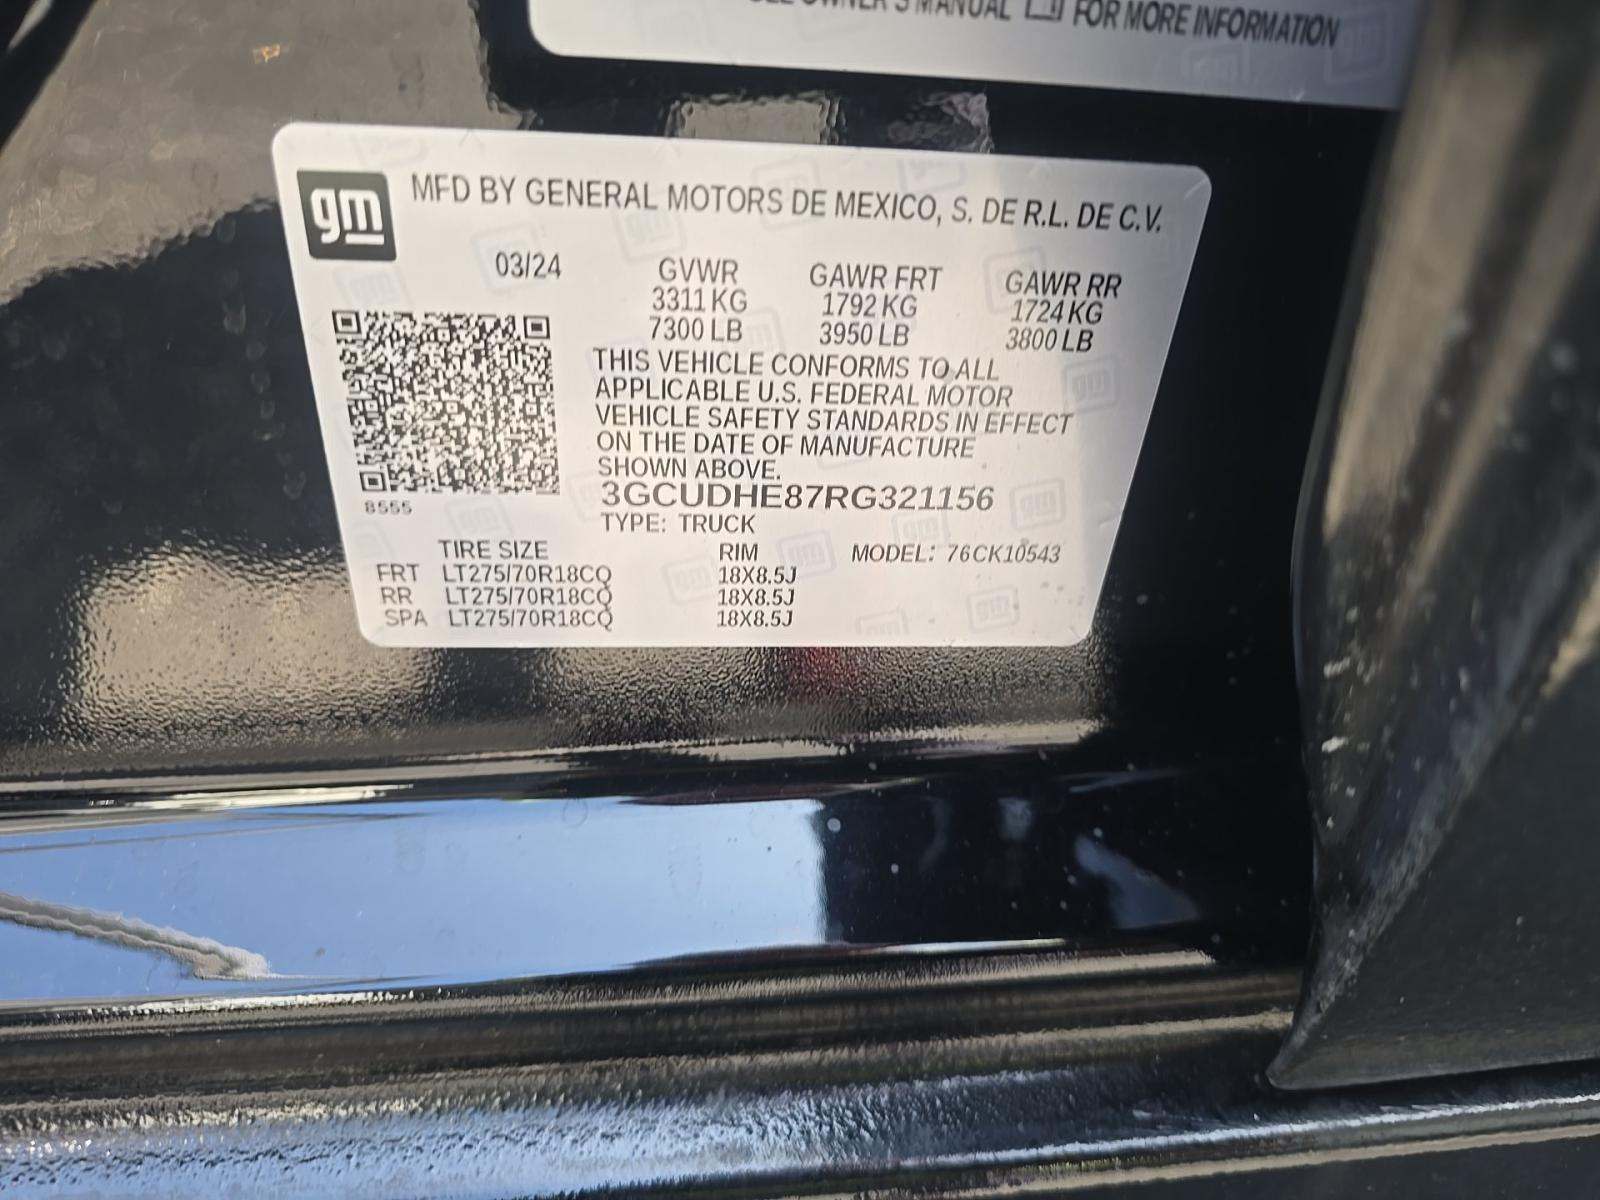 OWNER'S MANUAL FOR MORE INFORMATION
gm
MFD BY GENERAL MOTORS DE MEXICO, S. DE R.L. DE C.V.
03/24 GVWR GAWR FRT GAWR RR
3311 KG 1792 KG 1724 KG
7300 LB 3950 LB 3800 LB
THIS VEHICLE CONFORMS TO ALL
APPLICABLE U.S. FEDERAL MOTOR
VEHICLE SAFETY STANDARDS IN EFFECT
ON THE DATE OF MANUFACTURE
SHOWN ABOVE.
3GCUDHE87RG321156
8555
TYPE: TRUCK
TIRE SIZE RIM MODEL: 76CK10543
FRT LT275/70R18CQ 18X8.5J
RR LT275/70R18CQ 18X8.5J
SPA LT275/70R18CQ 18X8.5J